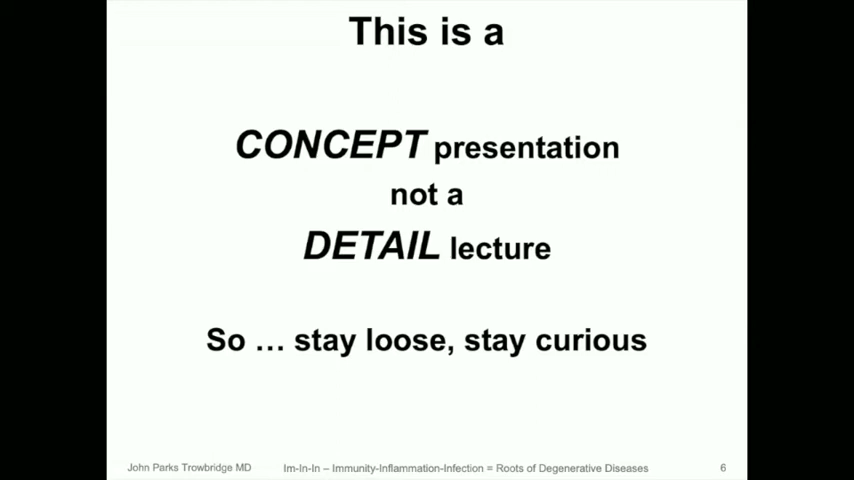 This is a
CONCEPT presentation
not a
DETAIL lecture
So … stay loose, stay curious
John Parks Trowbridge MD Im-In-In – Immunity-Inflammation-Infection = Roots of Degenerative Diseases 6